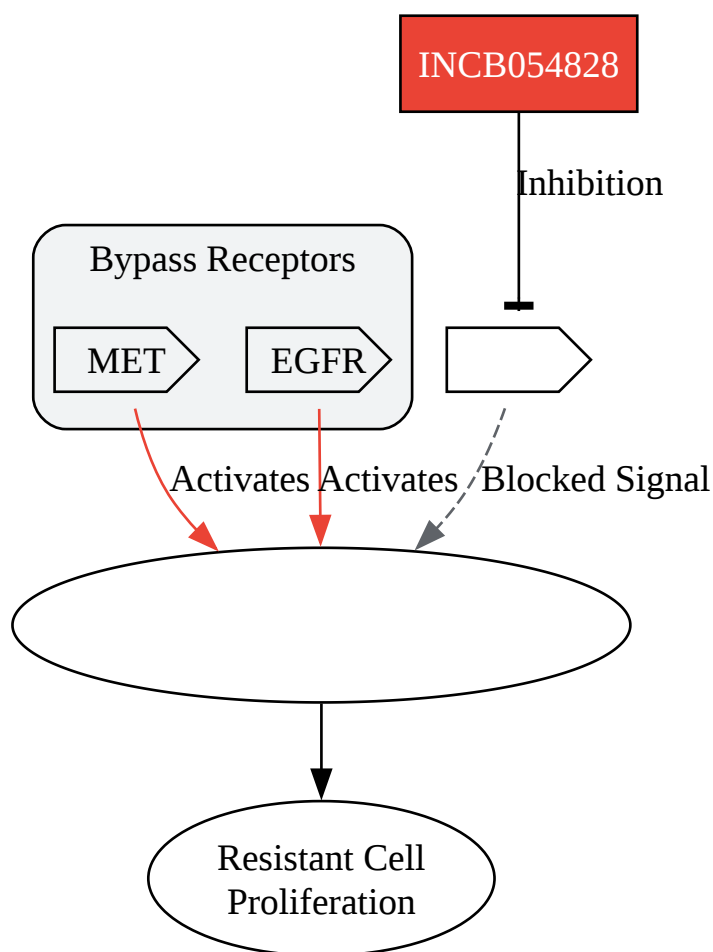 INCB054828
Inhibition
Bypass Receptors
MET
EGFR
Activates
Activates
Blocked Signal
Resistant Cell
Proliferation